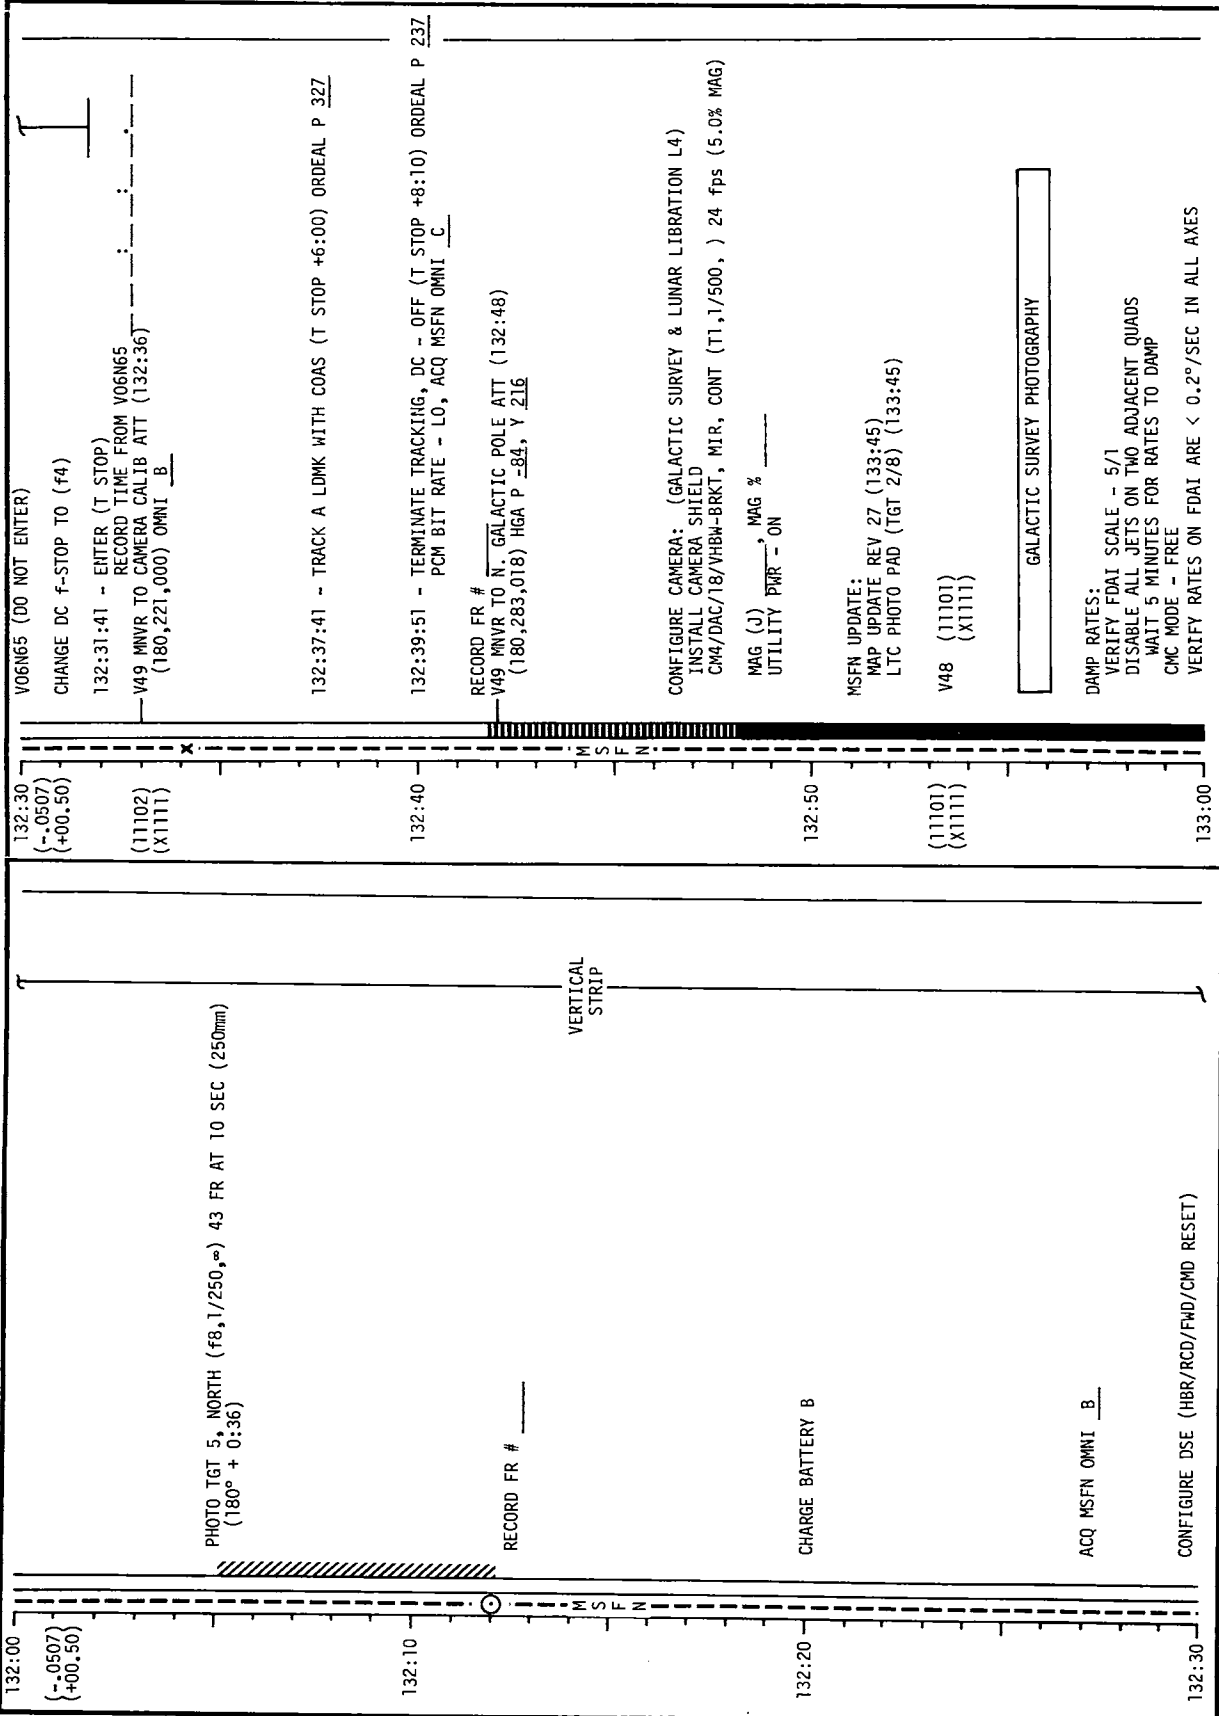 132:00
(-.0507)
(+00.50)
PHOTO TGT 5, NORTH (f8,1/250,∞) 43 FR AT 10 SEC (250mm)
(180° + 0:36)
132:10
RECORD FR # ____
MSFN
VERTICAL
STRIP
132:20
CHARGE BATTERY B
ACQ MSFN OMNI B
CONFIGURE DSE (HBR/RCD/FWD/CMD RESET)
132:30
132:30
(-.0507)
(+00.50)
V06N65 (DO NOT ENTER)
CHANGE DC f-STOP TO (f4)
132:31:41 - ENTER (T STOP)
RECORD TIME FROM V06N65 __:__:__.__
(11102)
(X1111)
V49 MNVR TO CAMERA CALIB ATT (132:36)
(180,221,000) OMNI B
X
132:37:41 - TRACK A LDMK WITH COAS (T STOP +6:00) ORDEAL P 327
132:40
132:39:51 - TERMINATE TRACKING, DC - OFF (T STOP +8:10) ORDEAL P 237
PCM BIT RATE - LO, ACQ MSFN OMNI C
RECORD FR # ____
V49 MNVR TO N. GALACTIC POLE ATT (132:48)
(180,283,018) HGA P -84, Y 216
MSFN
CONFIGURE CAMERA: (GALACTIC SURVEY & LUNAR LIBRATION L4)
INSTALL CAMERA SHIELD
CM4/DAC/18/VHBW-BRKT, MIR, CONT (T1,1/500, ) 24 fps (5.0% MAG)
MAG (J) ____, MAG % ____
UTILITY PWR - ON
132:50
MSFN UPDATE:
MAP UPDATE REV 27 (133:45)
LTC PHOTO PAD (TGT 2/8) (133:45)
(11101)
(X1111)
V48 (11101)
(X1111)
GALACTIC SURVEY PHOTOGRAPHY
DAMP RATES:
VERIFY FDAI SCALE - 5/1
DISABLE ALL JETS ON TWO ADJACENT QUADS
WAIT 5 MINUTES FOR RATES TO DAMP
CMC MODE - FREE
VERIFY RATES ON FDAI ARE < 0.2°/SEC IN ALL AXES
133:00